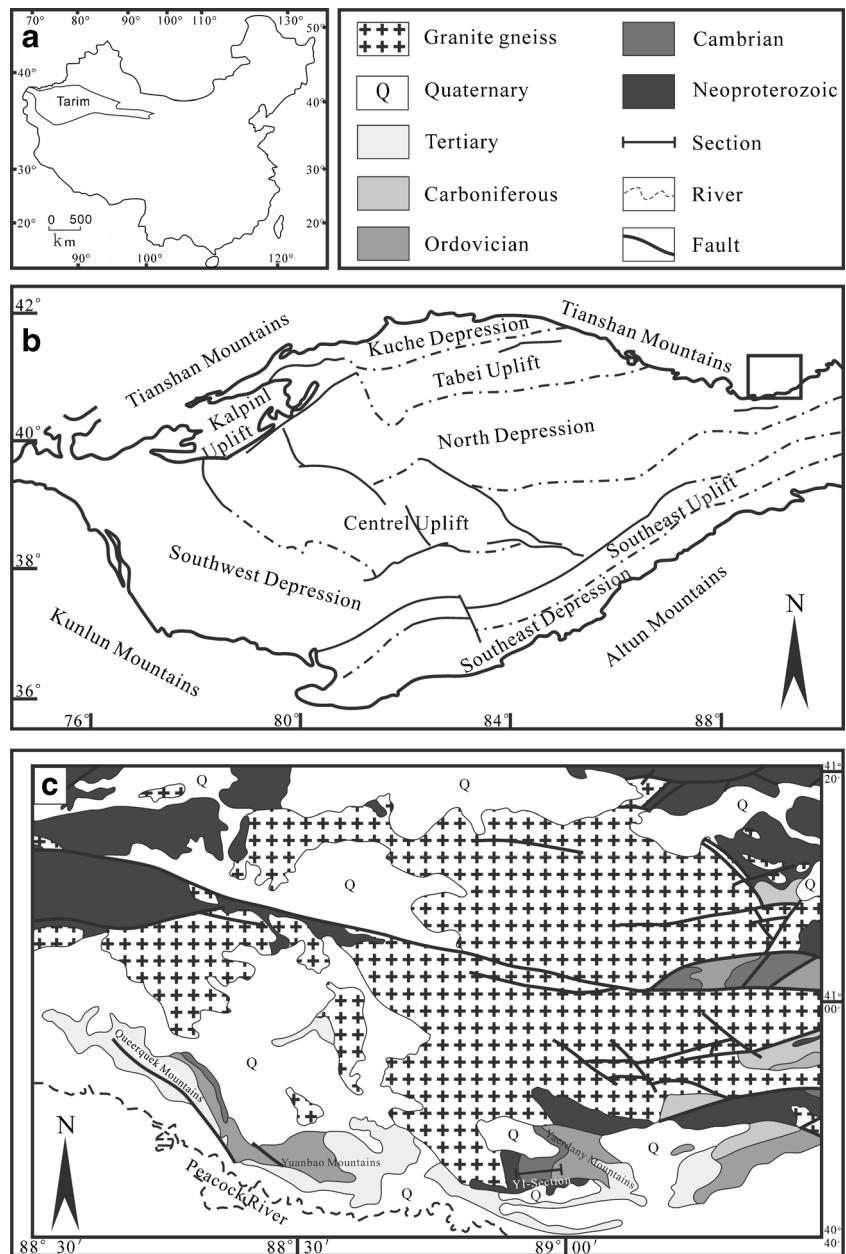 70° 80° 90° 100° 110° 130° 50°
a
40°
Tarim
40°
30°
30°
20°
20°
0 500
km
90° 100° 120°
Granite gneiss
Q Quaternary
Tertiary
Carboniferous
Ordovician
Cambrian
Neoproterozoic
Section
River
Fault
42°
b
Tianshan Mountains
Kuche Depression
Tianshan Mountains
Tabei Uplift
Kalpinl
Uplift
40°
North Depression
Centrel Uplift
Southeast Uplift
38°
Southwest Depression
Southeast Depression
Altun Mountains
Kunlun Mountains
N
36°
76° 80° 84° 88°
c
Q
Q
Q
41°
20'
Q
Q
41°
00'
Queerquek Mountains
Q
N
Q
Yaerdany Mountains
Q
Yuanbao Mountains
YI-Section
Q
Q
Peacock River
40°
40'
88° 30' 88°30' 89°00'